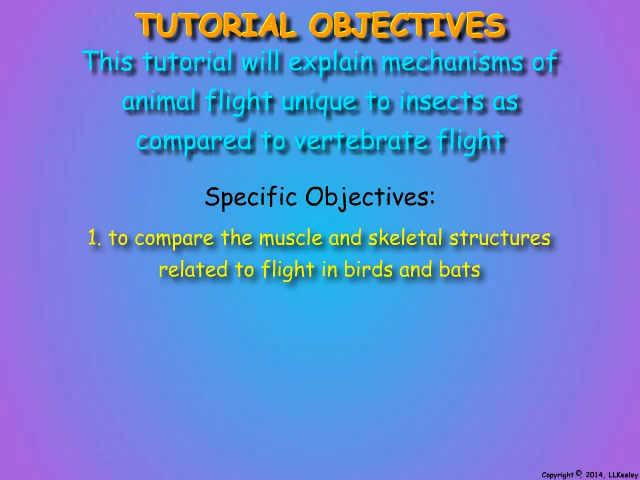 TUTORIAL OBJECTIVES
This tutorial will explain mechanisms of
animal flight unique to insects as
compared to vertebrate flight
Specific Objectives:
1. to compare the muscle and skeletal structures
related to flight in birds and bats
Copyright ©, 2014, LLKeeley